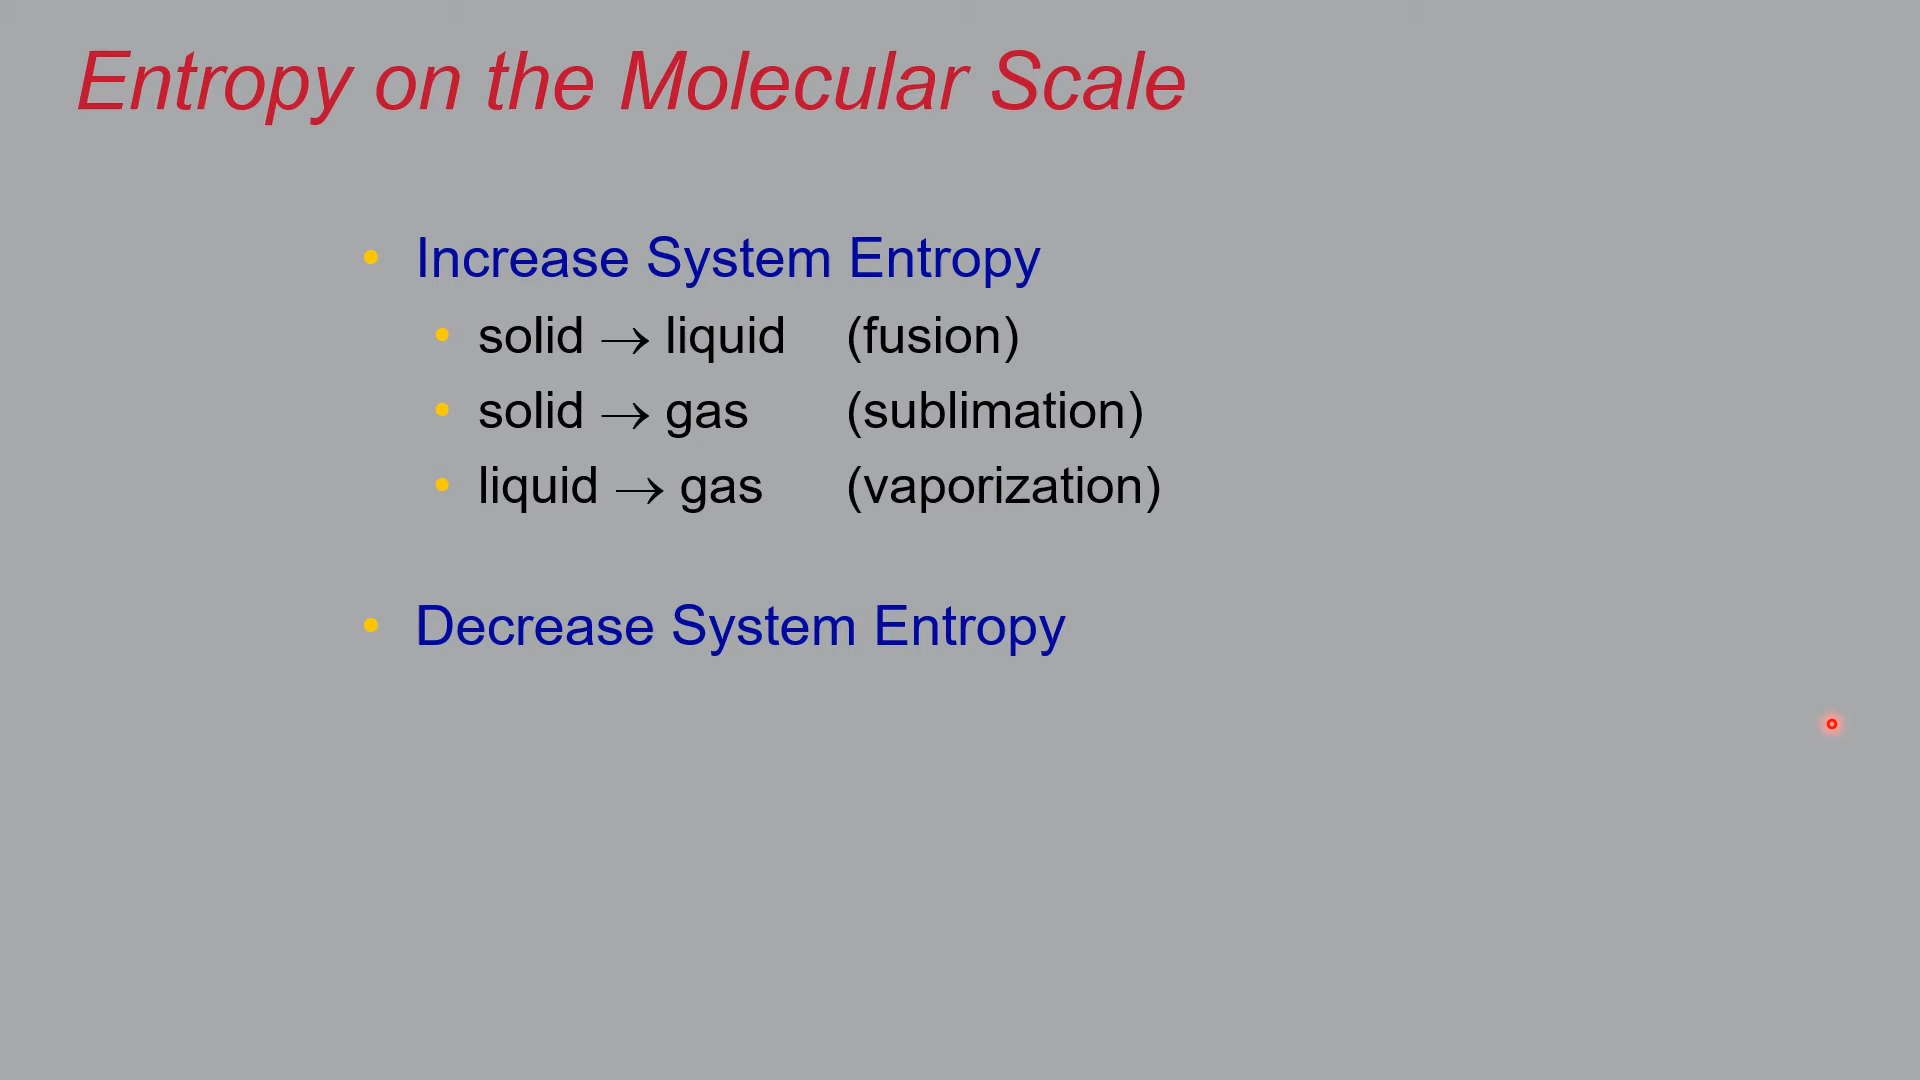 Entropy on the Molecular Scale
• Increase System Entropy
• solid → liquid (fusion)
• solid → gas (sublimation)
• liquid → gas (vaporization)
• Decrease System Entropy